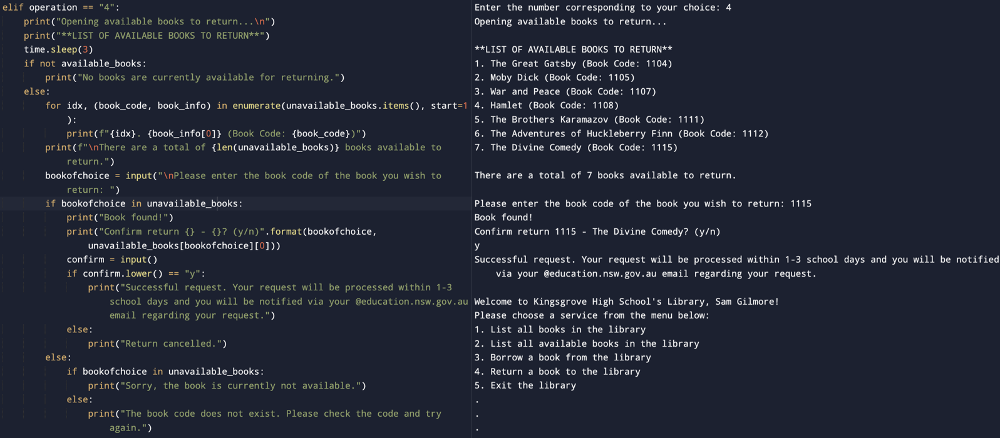 elif operation == "4":
print("Opening available books to return...\n")
print("**LIST OF AVAILABLE BOOKS TO RETURN**")
time.sleep(3)
if not available_books:
print("No books are currently available for returning.")
else:
for idx, (book_code, book_info) in enumerate(unavailable_books.items(), start=1
):
print(f"{idx}. {book_info[0]} (Book Code: {book_code})")
print(f"\nThere are a total of {len(unavailable_books)} books available to
return.")
bookofchoice = input("\nPlease enter the book code of the book you wish to
return: ")
if bookofchoice in unavailable_books:
print("Book found!")
print("Confirm return {} - {}? (y/n)".format(bookofchoice,
unavailable_books[bookofchoice][0]))
confirm = input()
if confirm.lower() == "y":
print("Successful request. Your request will be processed within 1-3
school days and you will be notified via your @education.nsw.gov.au
email regarding your request.")
else:
print("Return cancelled.")
else:
if bookofchoice in unavailable_books:
print("Sorry, the book is currently not available.")
else:
print("The book code does not exist. Please check the code and try
again.")
Enter the number corresponding to your choice: 4
Opening available books to return...
**LIST OF AVAILABLE BOOKS TO RETURN**
1. The Great Gatsby (Book Code: 1104)
2. Moby Dick (Book Code: 1105)
3. War and Peace (Book Code: 1107)
4. Hamlet (Book Code: 1108)
5. The Brothers Karamazov (Book Code: 1111)
6. The Adventures of Huckleberry Finn (Book Code: 1112)
7. The Divine Comedy (Book Code: 1115)
There are a total of 7 books available to return.
Please enter the book code of the book you wish to return: 1115
Book found!
Confirm return 1115 - The Divine Comedy? (y/n)
y
Successful request. Your request will be processed within 1-3 school days and you will be notified
via your @education.nsw.gov.au email regarding your request.
Welcome to Kingsgrove High School's Library, Sam Gilmore!
Please choose a service from the menu below:
1. List all books in the library
2. List all available books in the library
3. Borrow a book from the library
4. Return a book to the library
5. Exit the library
.
.
.